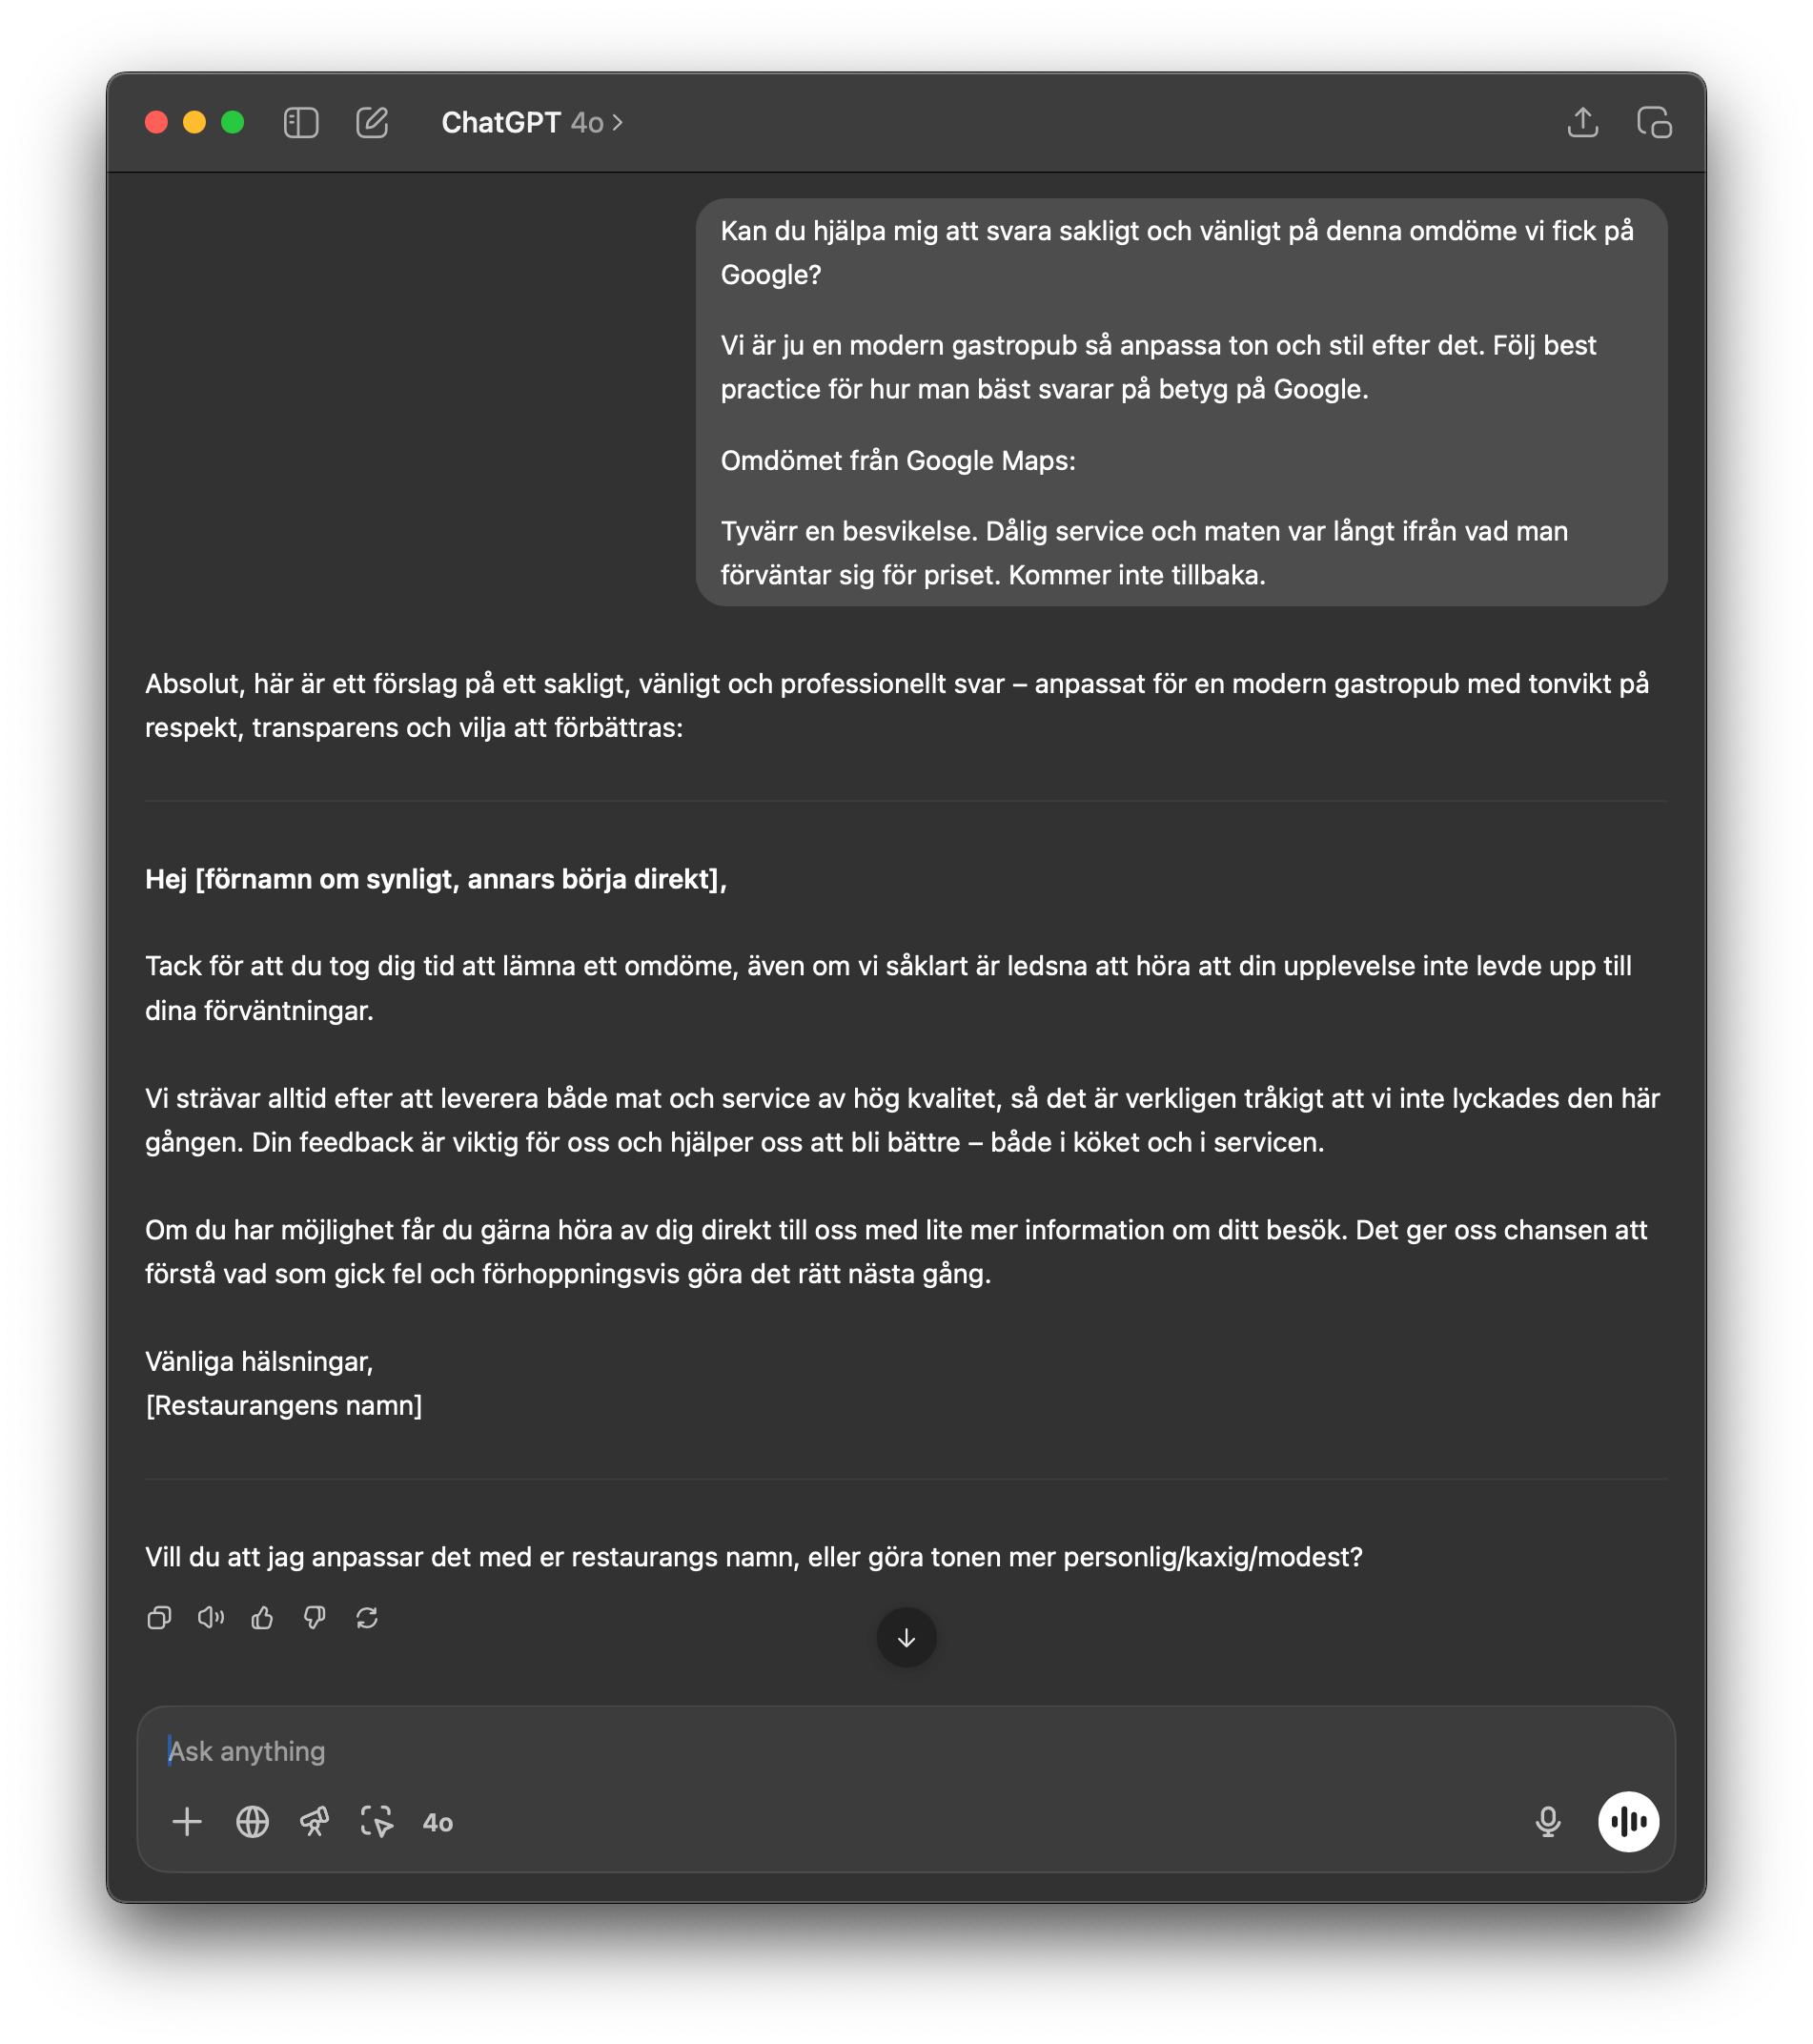 ChatGPT 4o
Kan du hjälpa mig att svara sakligt och vänligt på denna omdöme vi fick på
Google?
Vi är ju en modern gastropub så anpassa ton och stil efter det. Följ best
practice för hur man bäst svarar på betyg på Google.
Omdömet från Google Maps:
Tyvärr en besvikelse. Dålig service och maten var långt ifrån vad man
förväntar sig för priset. Kommer inte tillbaka.
Absolut, här är ett förslag på ett sakligt, vänligt och professionellt svar – anpassat för en modern gastropub med tonvikt på
respekt, transparens och vilja att förbättras:
Hej [förnamn om synligt, annars börja direkt],
Tack för att du tog dig tid att lämna ett omdöme, även om vi såklart är ledsna att höra att din upplevelse inte levde upp till
dina förväntningar.
Vi strävar alltid efter att leverera både mat och service av hög kvalitet, så det är verkligen tråkigt att vi inte lyckades den här
gången. Din feedback är viktig för oss och hjälper oss att bli bättre – både i köket och i servicen.
Om du har möjlighet får du gärna höra av dig direkt till oss med lite mer information om ditt besök. Det ger oss chansen att
förstå vad som gick fel och förhoppningsvis göra det rätt nästa gång.
Vänliga hälsningar,
[Restaurangens namn]
Vill du att jag anpassar det med er restaurangs namn, eller göra tonen mer personlig/kaxig/modest?
Ask anything
4o